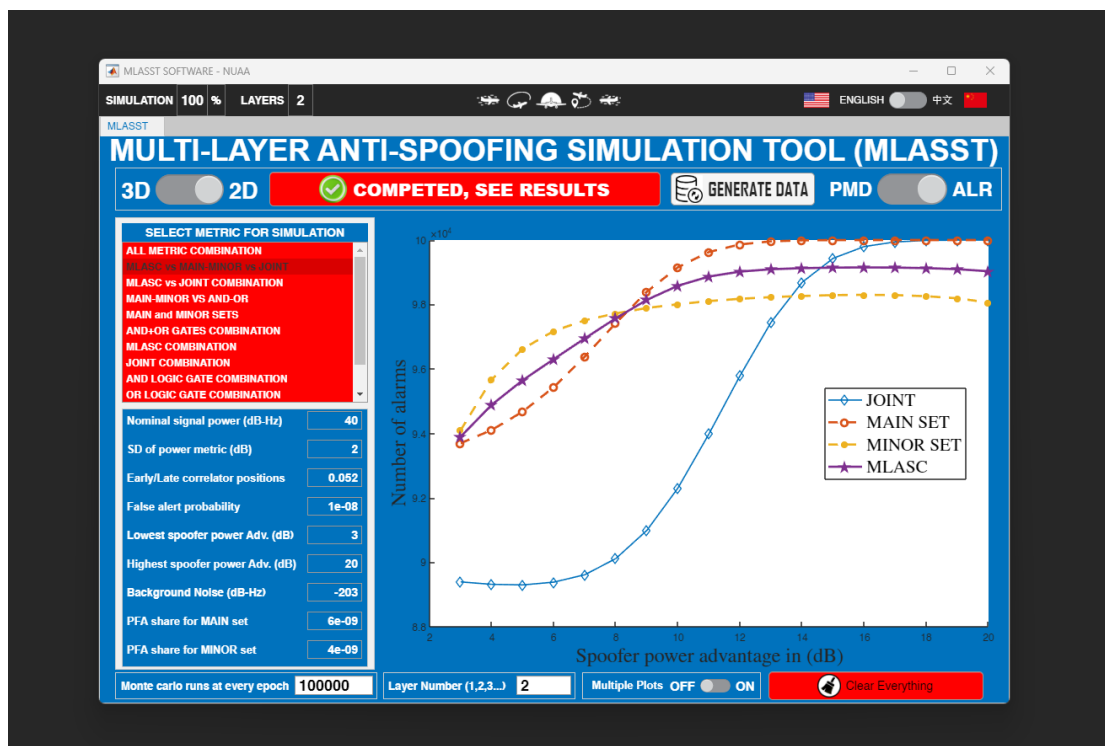 MLASST SOFTWARE - NUAA
SIMULATION 100 % LAYERS 2 ENGLISH 中文
MLASST
MULTI-LAYER ANTI-SPOOFING SIMULATION TOOL (MLASST)
3D 2D COMPETED, SEE RESULTS GENERATE DATA PMD ALR
SELECT METRIC FOR SIMULATION
ALL METRIC COMBINATION
MLASC vs MAIN-MINOR vs JOINT
MLASC vs JOINT COMBINATION
MAIN-MINOR VS AND-OR
MAIN and MINOR SETS
AND+OR GATES COMBINATION
MLASC COMBINATION
JOINT COMBINATION
AND LOGIC GATE COMBINATION
OR LOGIC GATE COMBINATION
Nominal signal power (dB-Hz) 40
SD of power metric (dB) 2
Early/Late correlator positions 0.052
False alert probability 1e-08
Lowest spoofer power Adv. (dB) 3
Highest spoofer power Adv. (dB) 20
Background Noise (dB-Hz) -203
PFA share for MAIN set 6e-09
PFA share for MINOR set 4e-09
Number of alarms
10
9.8
9.6
9.4
9.2
9
8.8
JOINT
MAIN SET
MINOR SET
MLASC
2 4 6 8 10 12 14 16 18 20
Spoofer power advantage in (dB)
Monte carlo runs at every epoch 100000 Layer Number (1,2,3...) 2 Multiple Plots OFF ON Clear Everything